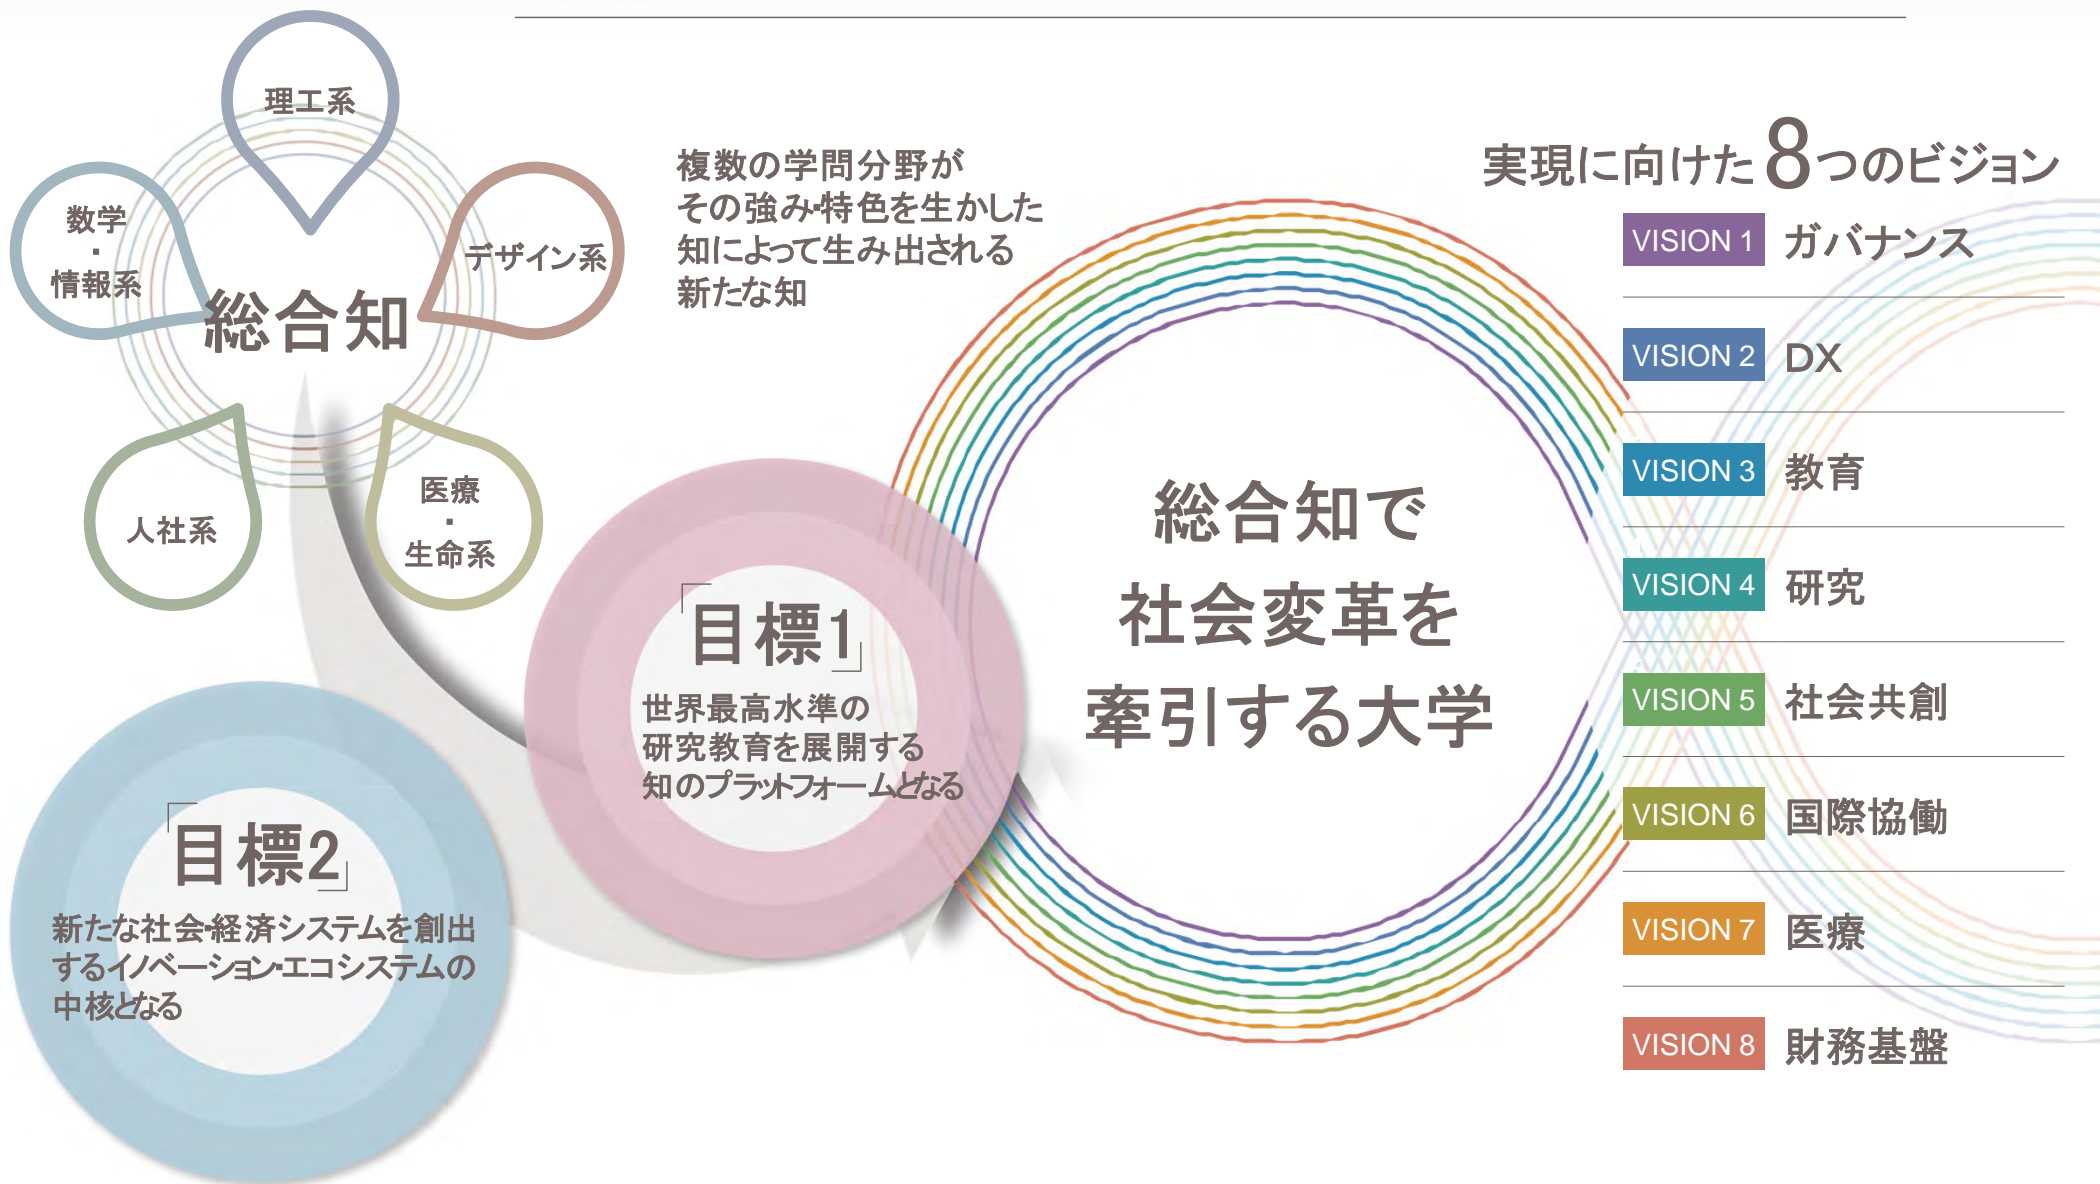 理工系
数学
・
情報系
デザイン系
総合知
人社系
医療
・
生命系
複数の学問分野が
その強み・特色を生かした
知によって生み出される
新たな知
「目標1」
世界最高水準の
研究教育を展開する
知のプラットフォームとなる
「目標2」
新たな社会・経済システムを創出
するイノベーション・エコシステムの
中核となる
総合知で
社会変革を
牽引する大学
実現に向けた8つのビジョン
VISION 1 ガバナンス
VISION 2 DX
VISION 3 教育
VISION 4 研究
VISION 5 社会共創
VISION 6 国際協働
VISION 7 医療
VISION 8 財務基盤